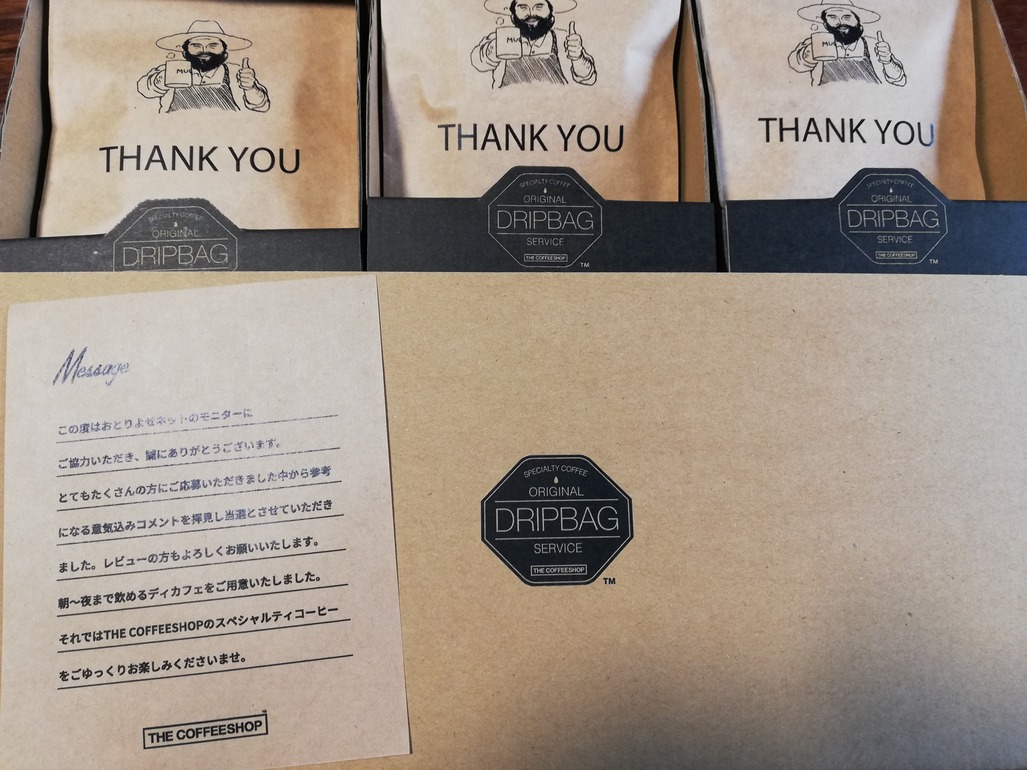 MUG
MUG
MUG
THANK YOU
THANK YOU
THANK YOU
SPECIALTY COFFEE
ORIGINAL
DRIPBAG
SPECIALTY COFFEE
ORIGINAL
DRIPBAG
SERVICE
THE COFFEESHOP
TM
SPECIALTY COFFEE
ORIGINAL
DRIPBAG
SERVICE
THE COFFEESHOP
TM
Message
この度はおとりよせネットのモニターに
ご協力いただき、誠にありがとうございます。
とてもたくさんの方にご応募いただきました中から参考
になる意気込みコメントを拝見し当選とさせていただき
ました。レビューの方もよろしくお願いいたします。
朝〜夜まで飲めるディカフェをご用意いたしました。
それではTHE COFFEESHOPのスペシャルティコーヒー
をごゆっくりお楽しみくださいませ。
THE COFFEESHOP
SPECIALTY COFFEE
ORIGINAL
DRIPBAG
SERVICE
THE COFFEESHOP
TM